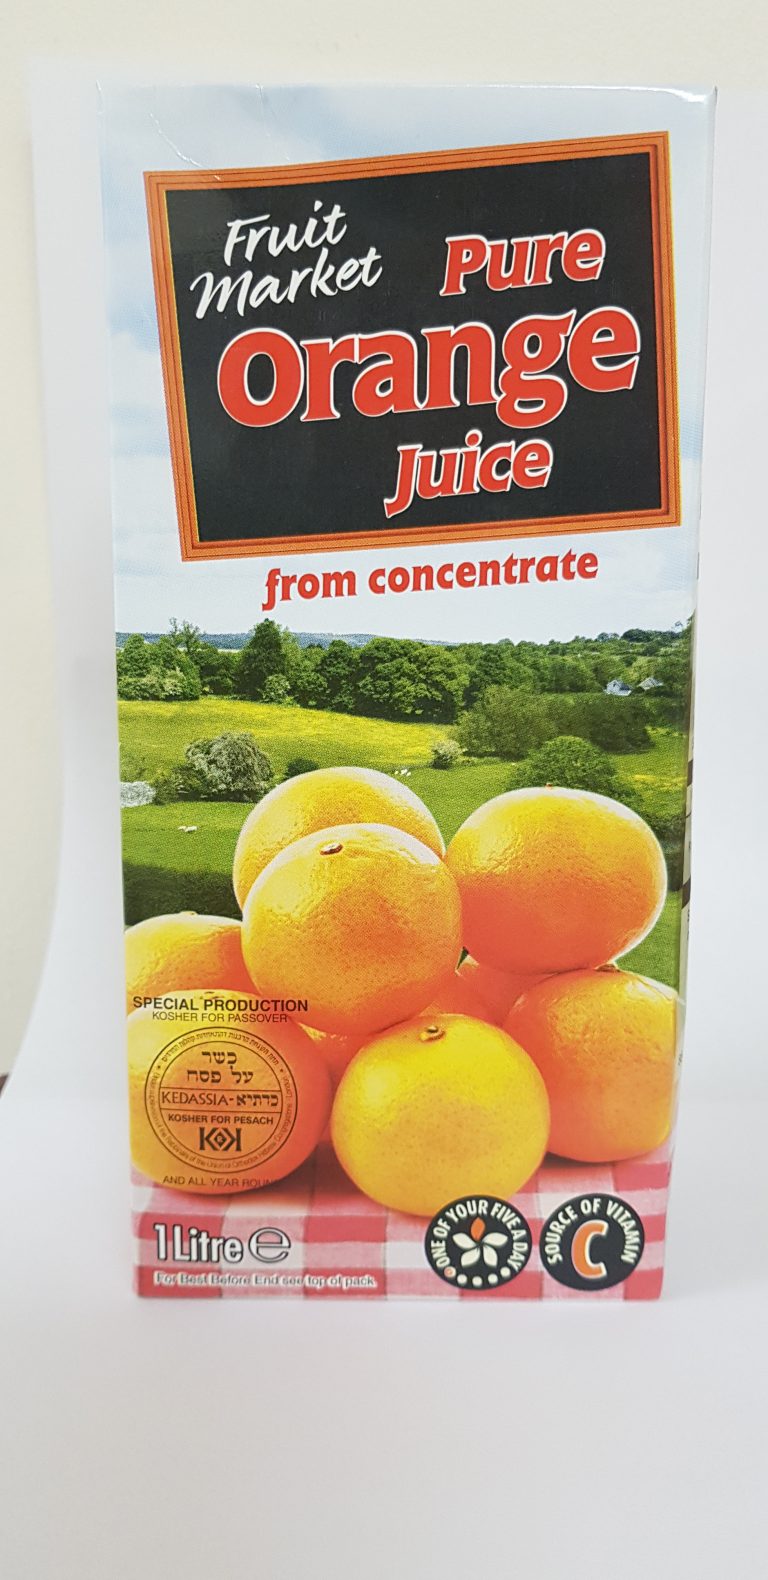 Fruit
Market
Pure
Orange
Juice
from concentrate
SPECIAL PRODUCTION
KOSHER FOR PASSOVER
כשר
על פסח
KEDASSIA-כדתיא
KOSHER FOR PESACH
KK
AND ALL YEAR ROUN
1 Litre ℮
For Best Before End see top of pack.
ONE OF YOUR FIVE A DAY
SOURCE OF VITAMIN
C